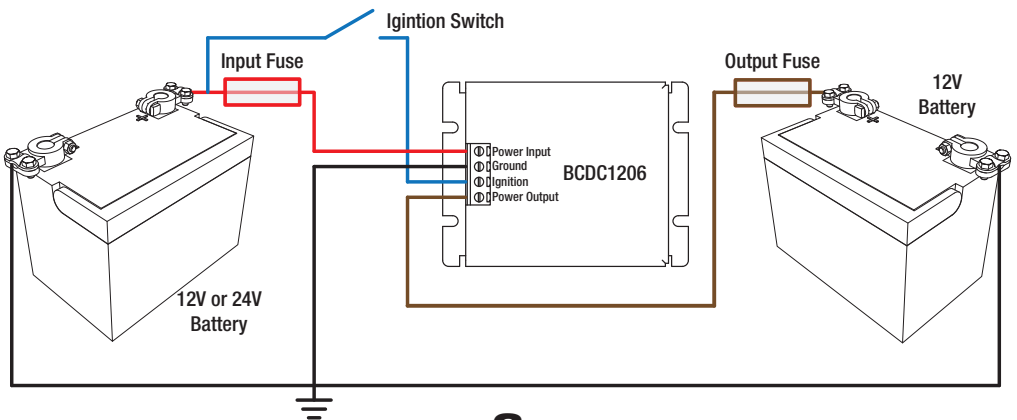 Igintion Switch
Input Fuse
Output Fuse
12V
Battery
Power Input
Ground
Ignition
Power Output
BCDC1206
12V or 24V
Battery